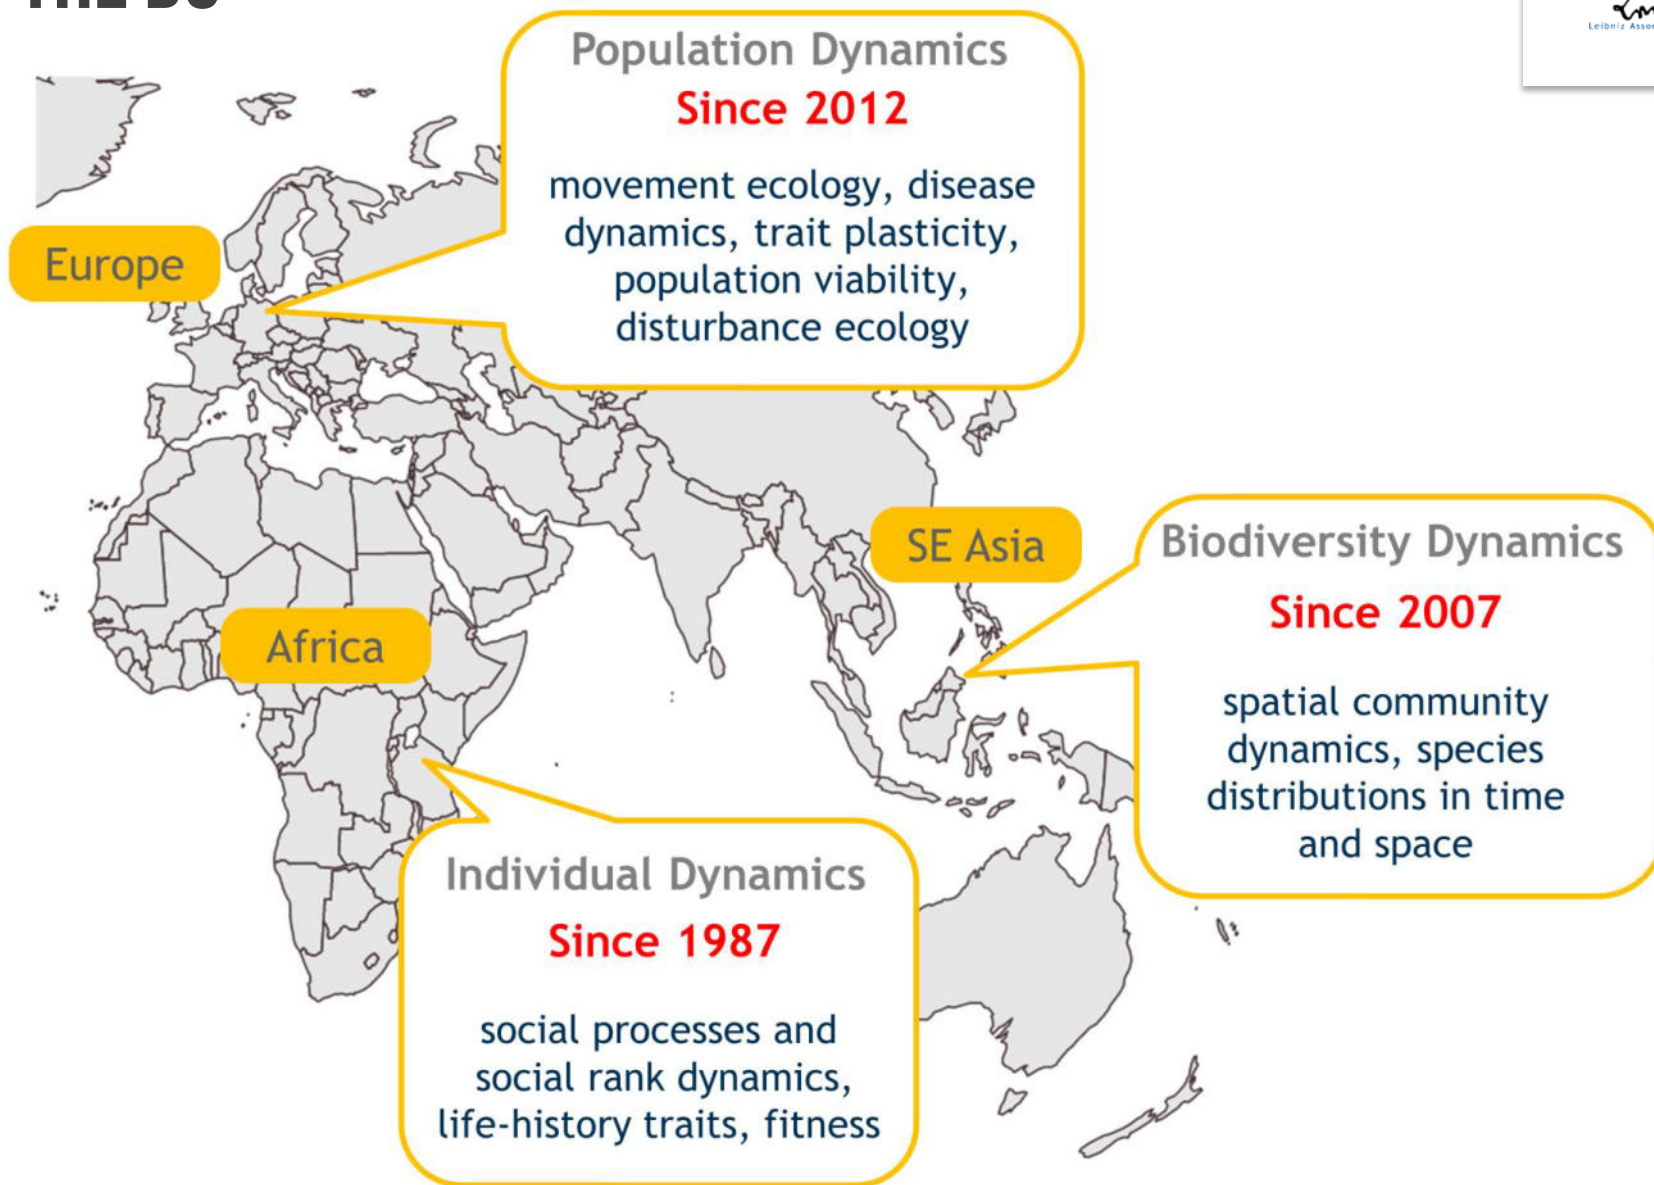 Population Dynamics
Since 2012
movement ecology, disease
dynamics, trait plasticity,
population viability,
disturbance ecology
Europe
SE Asia
Biodiversity Dynamics
Since 2007
spatial community
dynamics, species
distributions in time
and space
Africa
Individual Dynamics
Since 1987
social processes and
social rank dynamics,
life-history traits, fitness
Leibniz